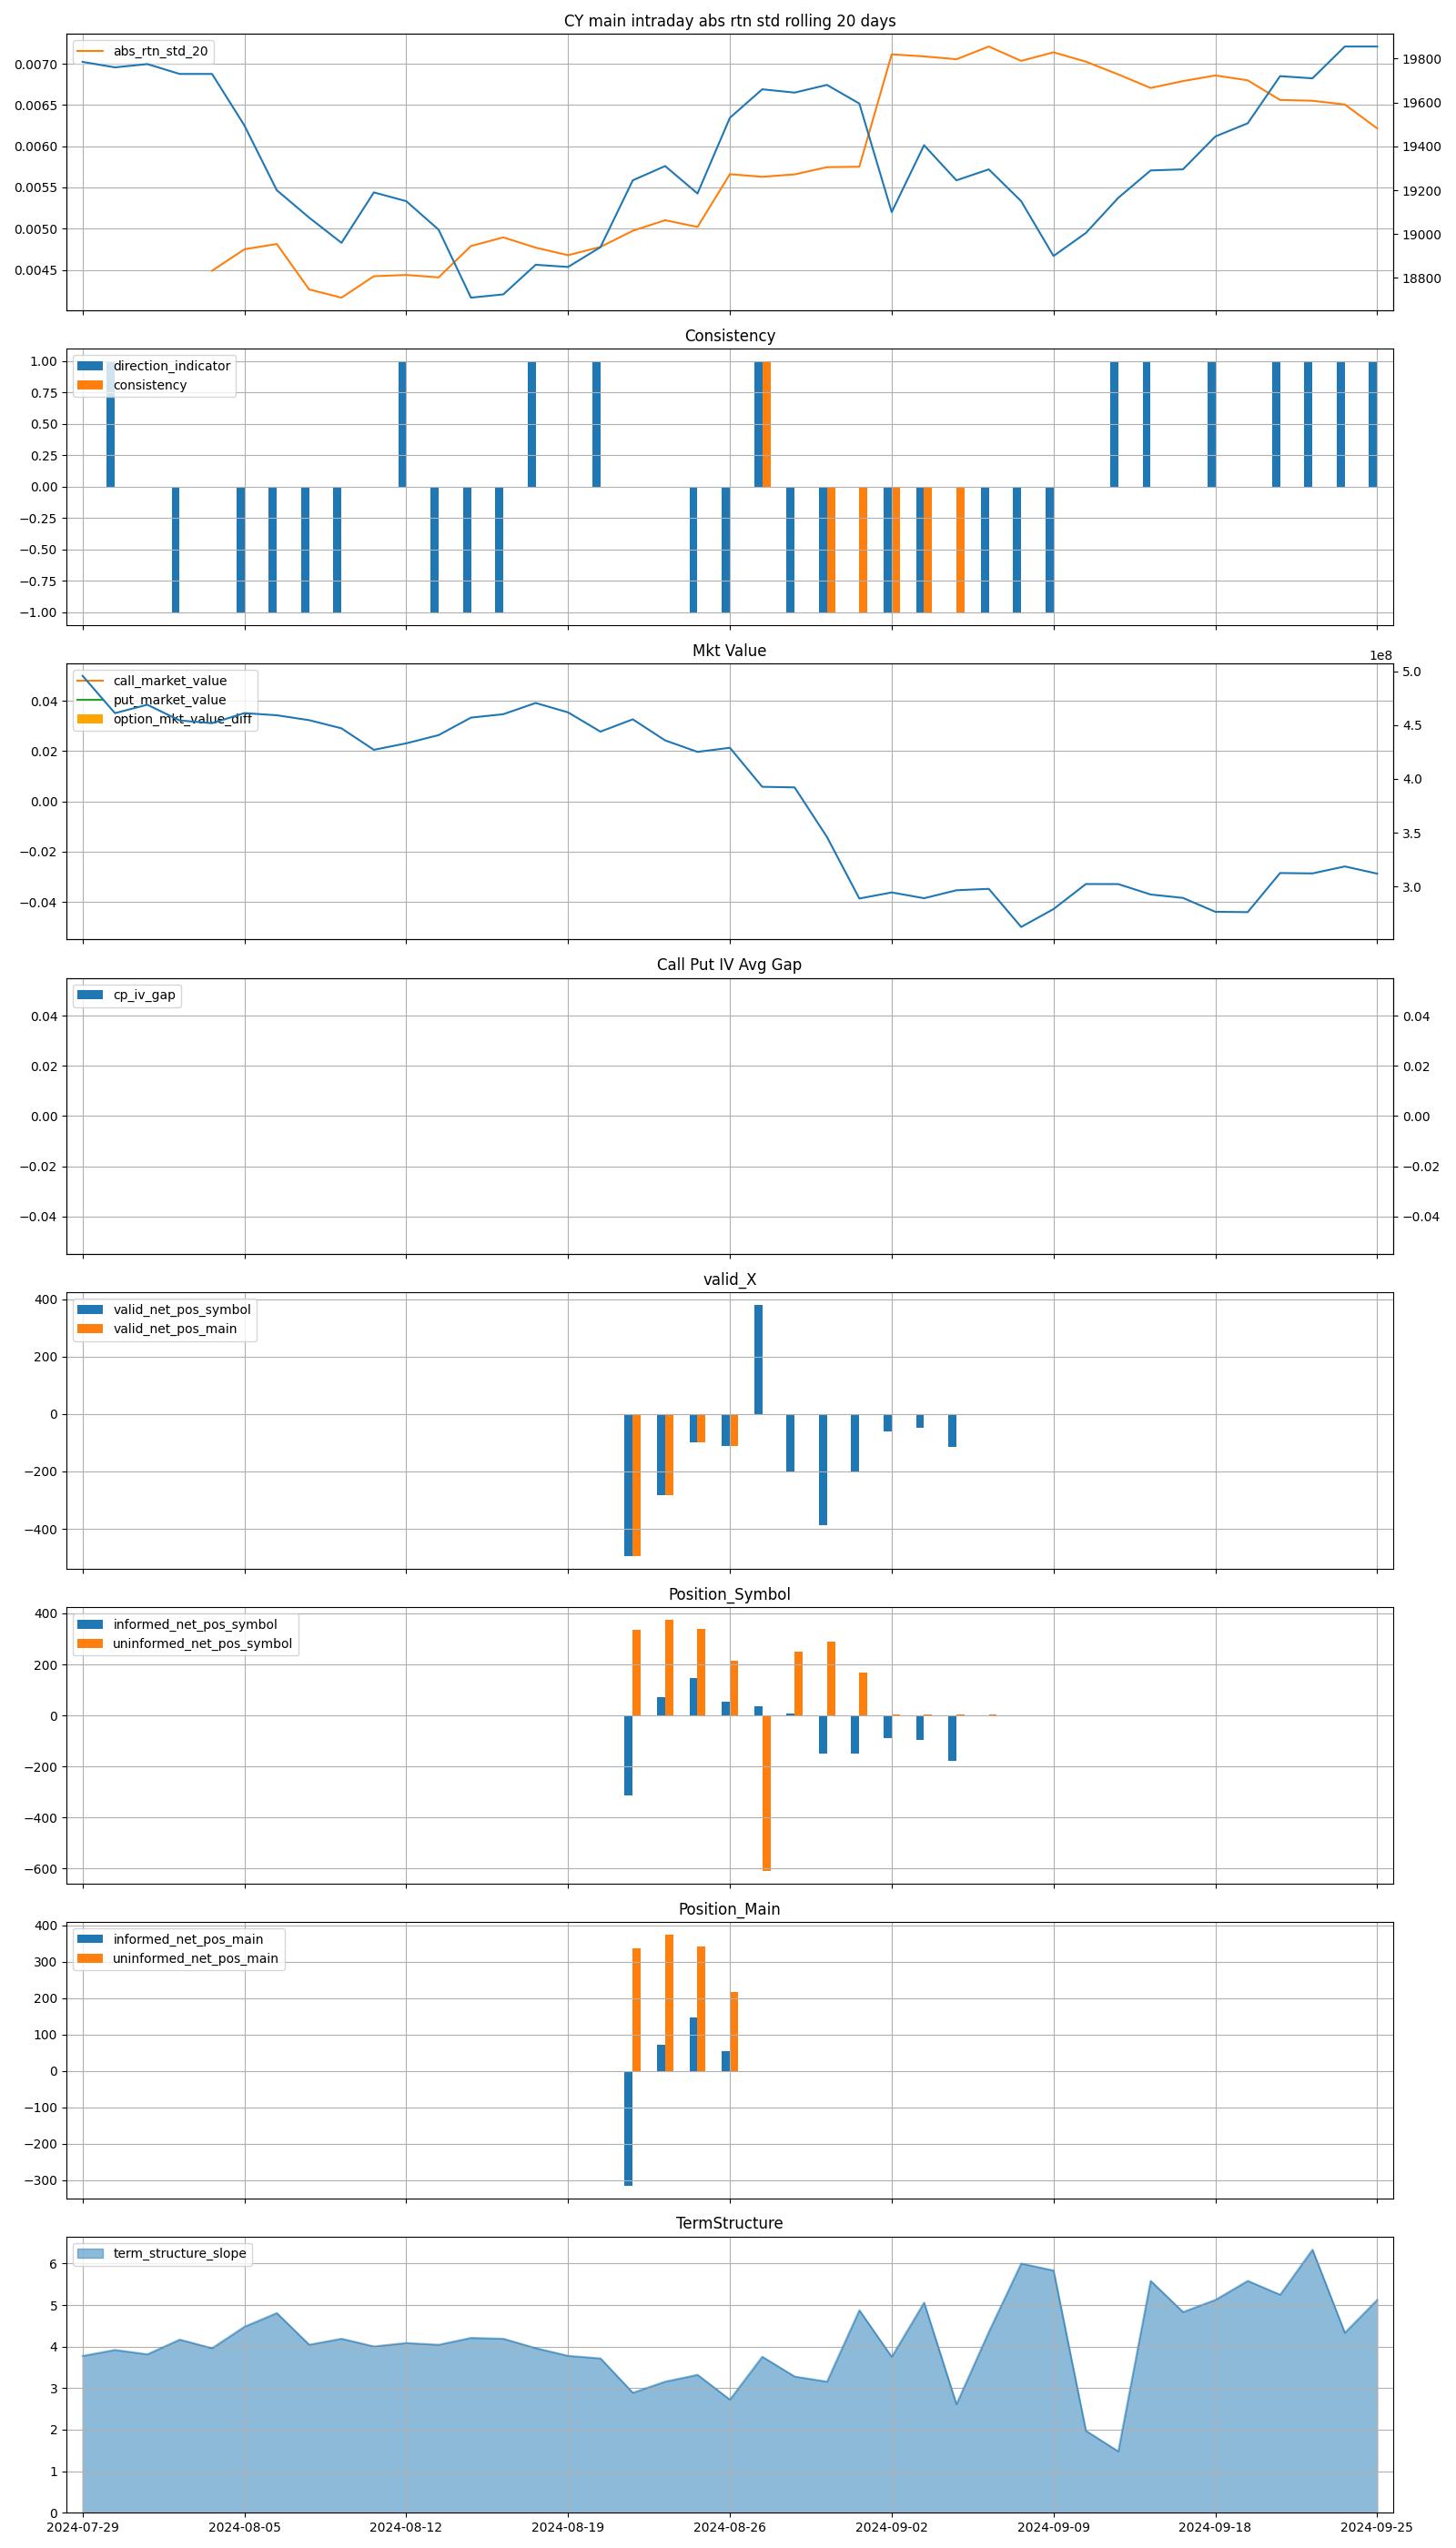 CY main intraday abs rtn std rolling 20 days
abs_rtn_std_20
0.0070
0.0065
0.0060
0.0055
0.0050
0.0045
19800
19600
19400
19200
19000
18800
Consistency
direction_indicator
consistency
1.00
0.75
0.50
0.25
0.00
−0.25
−0.50
−0.75
−1.00
Mkt Value
1e8
call_market_value
put_market_value
option_mkt_value_diff
0.04
0.02
0.00
−0.02
−0.04
5.0
4.5
4.0
3.5
3.0
Call Put IV Avg Gap
cp_iv_gap
0.04
0.02
0.00
−0.02
−0.04
0.04
0.02
0.00
−0.02
−0.04
valid_X
valid_net_pos_symbol
valid_net_pos_main
400
200
0
−200
−400
Position_Symbol
informed_net_pos_symbol
uninformed_net_pos_symbol
400
200
0
−200
−400
−600
Position_Main
informed_net_pos_main
uninformed_net_pos_main
400
300
200
100
0
−100
−200
−300
TermStructure
term_structure_slope
6
5
4
3
2
1
0
2024-07-29 2024-08-05 2024-08-12 2024-08-19 2024-08-26 2024-09-02 2024-09-09 2024-09-18 2024-09-25